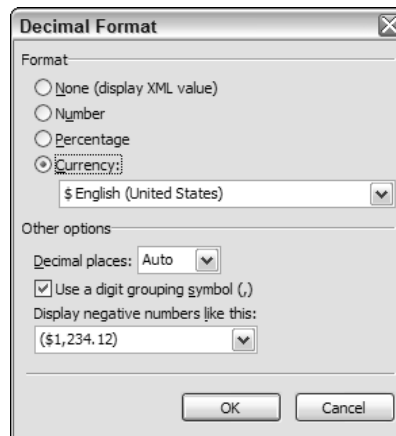 Decimal Format
Format
None (display XML value)
Number
Percentage
Currency:
$ English (United States)
Other options
Decimal places: Auto
Use a digit grouping symbol (,)
Display negative numbers like this:
($1,234.12)
OK Cancel